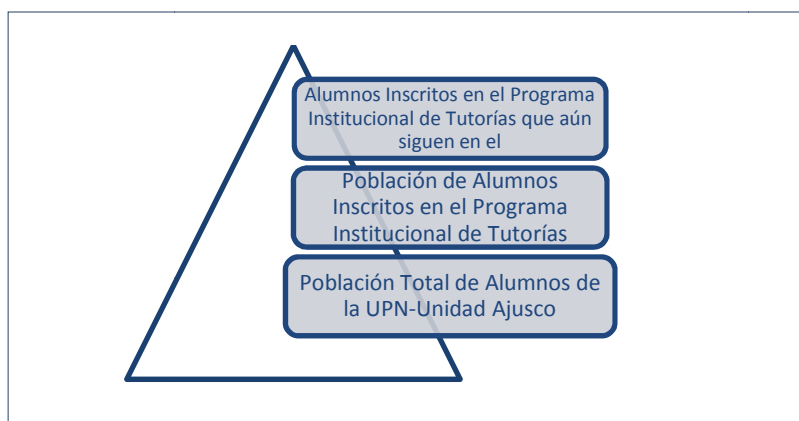 Alumnos Inscritos en el Programa
Institucional de Tutorías que aún
siguen en el
Población de Alumnos
Inscritos en el Programa
Institucional de Tutorías
Población Total de Alumnos de
la UPN-Unidad Ajusco